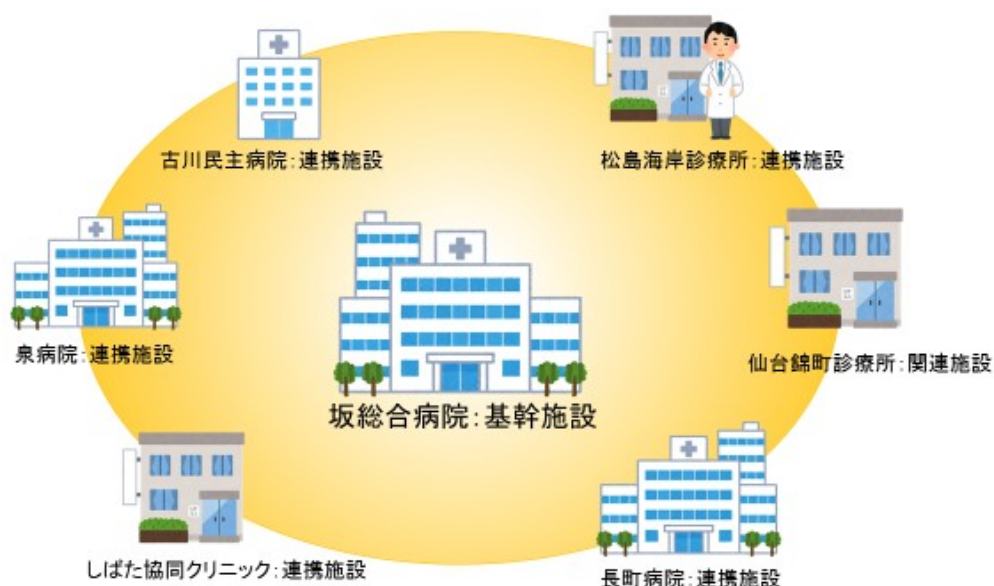 古川民主病院:連携施設
松島海岸診療所:連携施設
泉病院:連携施設
仙台錦町診療所:関連施設
坂総合病院:基幹施設
しばた協同クリニック:連携施設
長町病院:連携施設